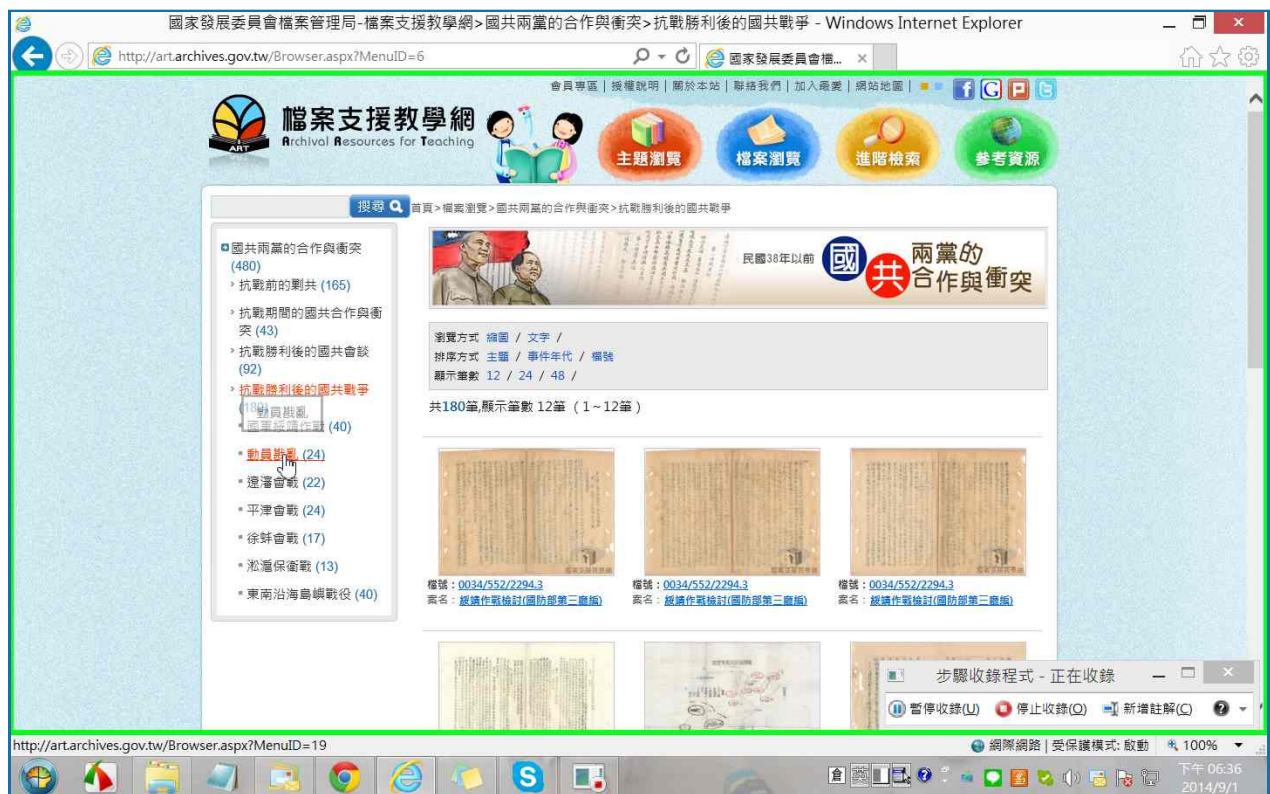 國家發展委員會檔案管理局-檔案支援教學網>國共兩黨的合作與衝突>抗戰勝利後的國共戰爭 - Windows Internet Explorer
http://art.archives.gov.tw/Browser.aspx?MenuID=6
國家發展委員會檔...
會員專區 | 授權說明 | 關於本站 | 聯絡我們 | 加入最愛 | 網站地圖 |
檔案支援教學網
Archival Resources for Teaching
ART
主題瀏覽
檔案瀏覽
進階檢索
參考資源
搜尋
首頁>檔案瀏覽>國共兩黨的合作與衝突>抗戰勝利後的國共戰爭
國共兩黨的合作與衝突
(480)
抗戰前的剿共 (165)
抗戰期間的國共合作與衝
突 (43)
抗戰勝利後的國共會談
(92)
抗戰勝利後的國共戰爭
(180)
動員戡亂
國軍綏靖作戰 (40)
動員戡亂 (24)
遼瀋會戰 (22)
平津會戰 (24)
徐蚌會戰 (17)
淞滬保衛戰 (13)
東南沿海島嶼戰役 (40)
民國38年以前
國共兩黨的
合作與衝突
瀏覽方式 縮圖 / 文字 /
排序方式 主題 / 事件年代 / 檔號
顯示筆數 12 / 24 / 48 /
共180筆,顯示筆數 12筆 （1~12筆）
檔號：0034/552/2294.3
案名：綏靖作戰檢討(國防部第三廳編)
檔號：0034/552/2294.3
案名：綏靖作戰檢討(國防部第三廳編)
檔號：0034/552/2294.3
案名：綏靖作戰檢討(國防部第三廳編)
步驟收錄程式 - 正在收錄
暫停收錄(U)
停止收錄(O)
新增註解(C)
http://art.archives.gov.tw/Browser.aspx?MenuID=19
網際網路 | 受保護模式: 啟動
100%
英
下午 06:36
2014/9/1